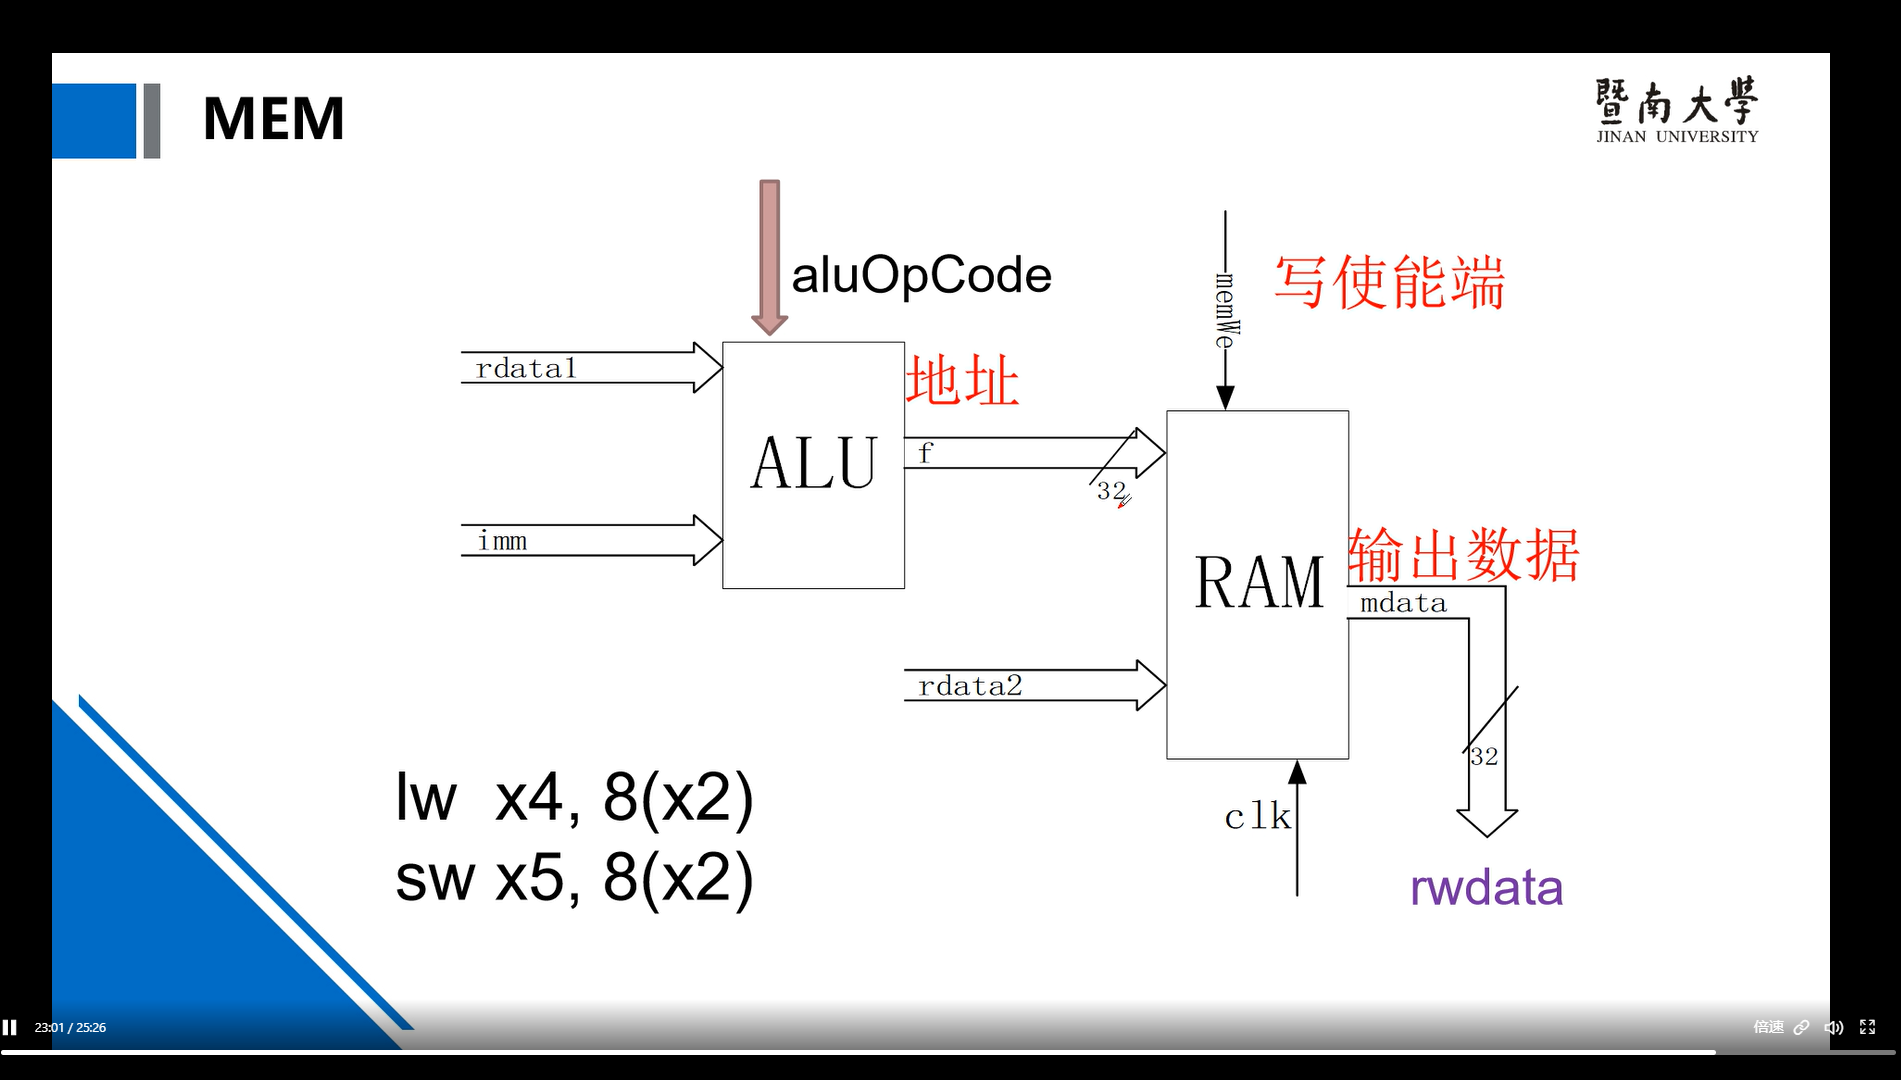 MEM
暨南大學
JINAN UNIVERSITY
aluOpCode
memWe
写使能端
rdata1
地址
ALU
f
32
imm
输出数据
RAM
mdata
rdata2
32
lw x4, 8(x2)
clk
sw x5, 8(x2)
rwdata
23:01 / 25:26
倍速